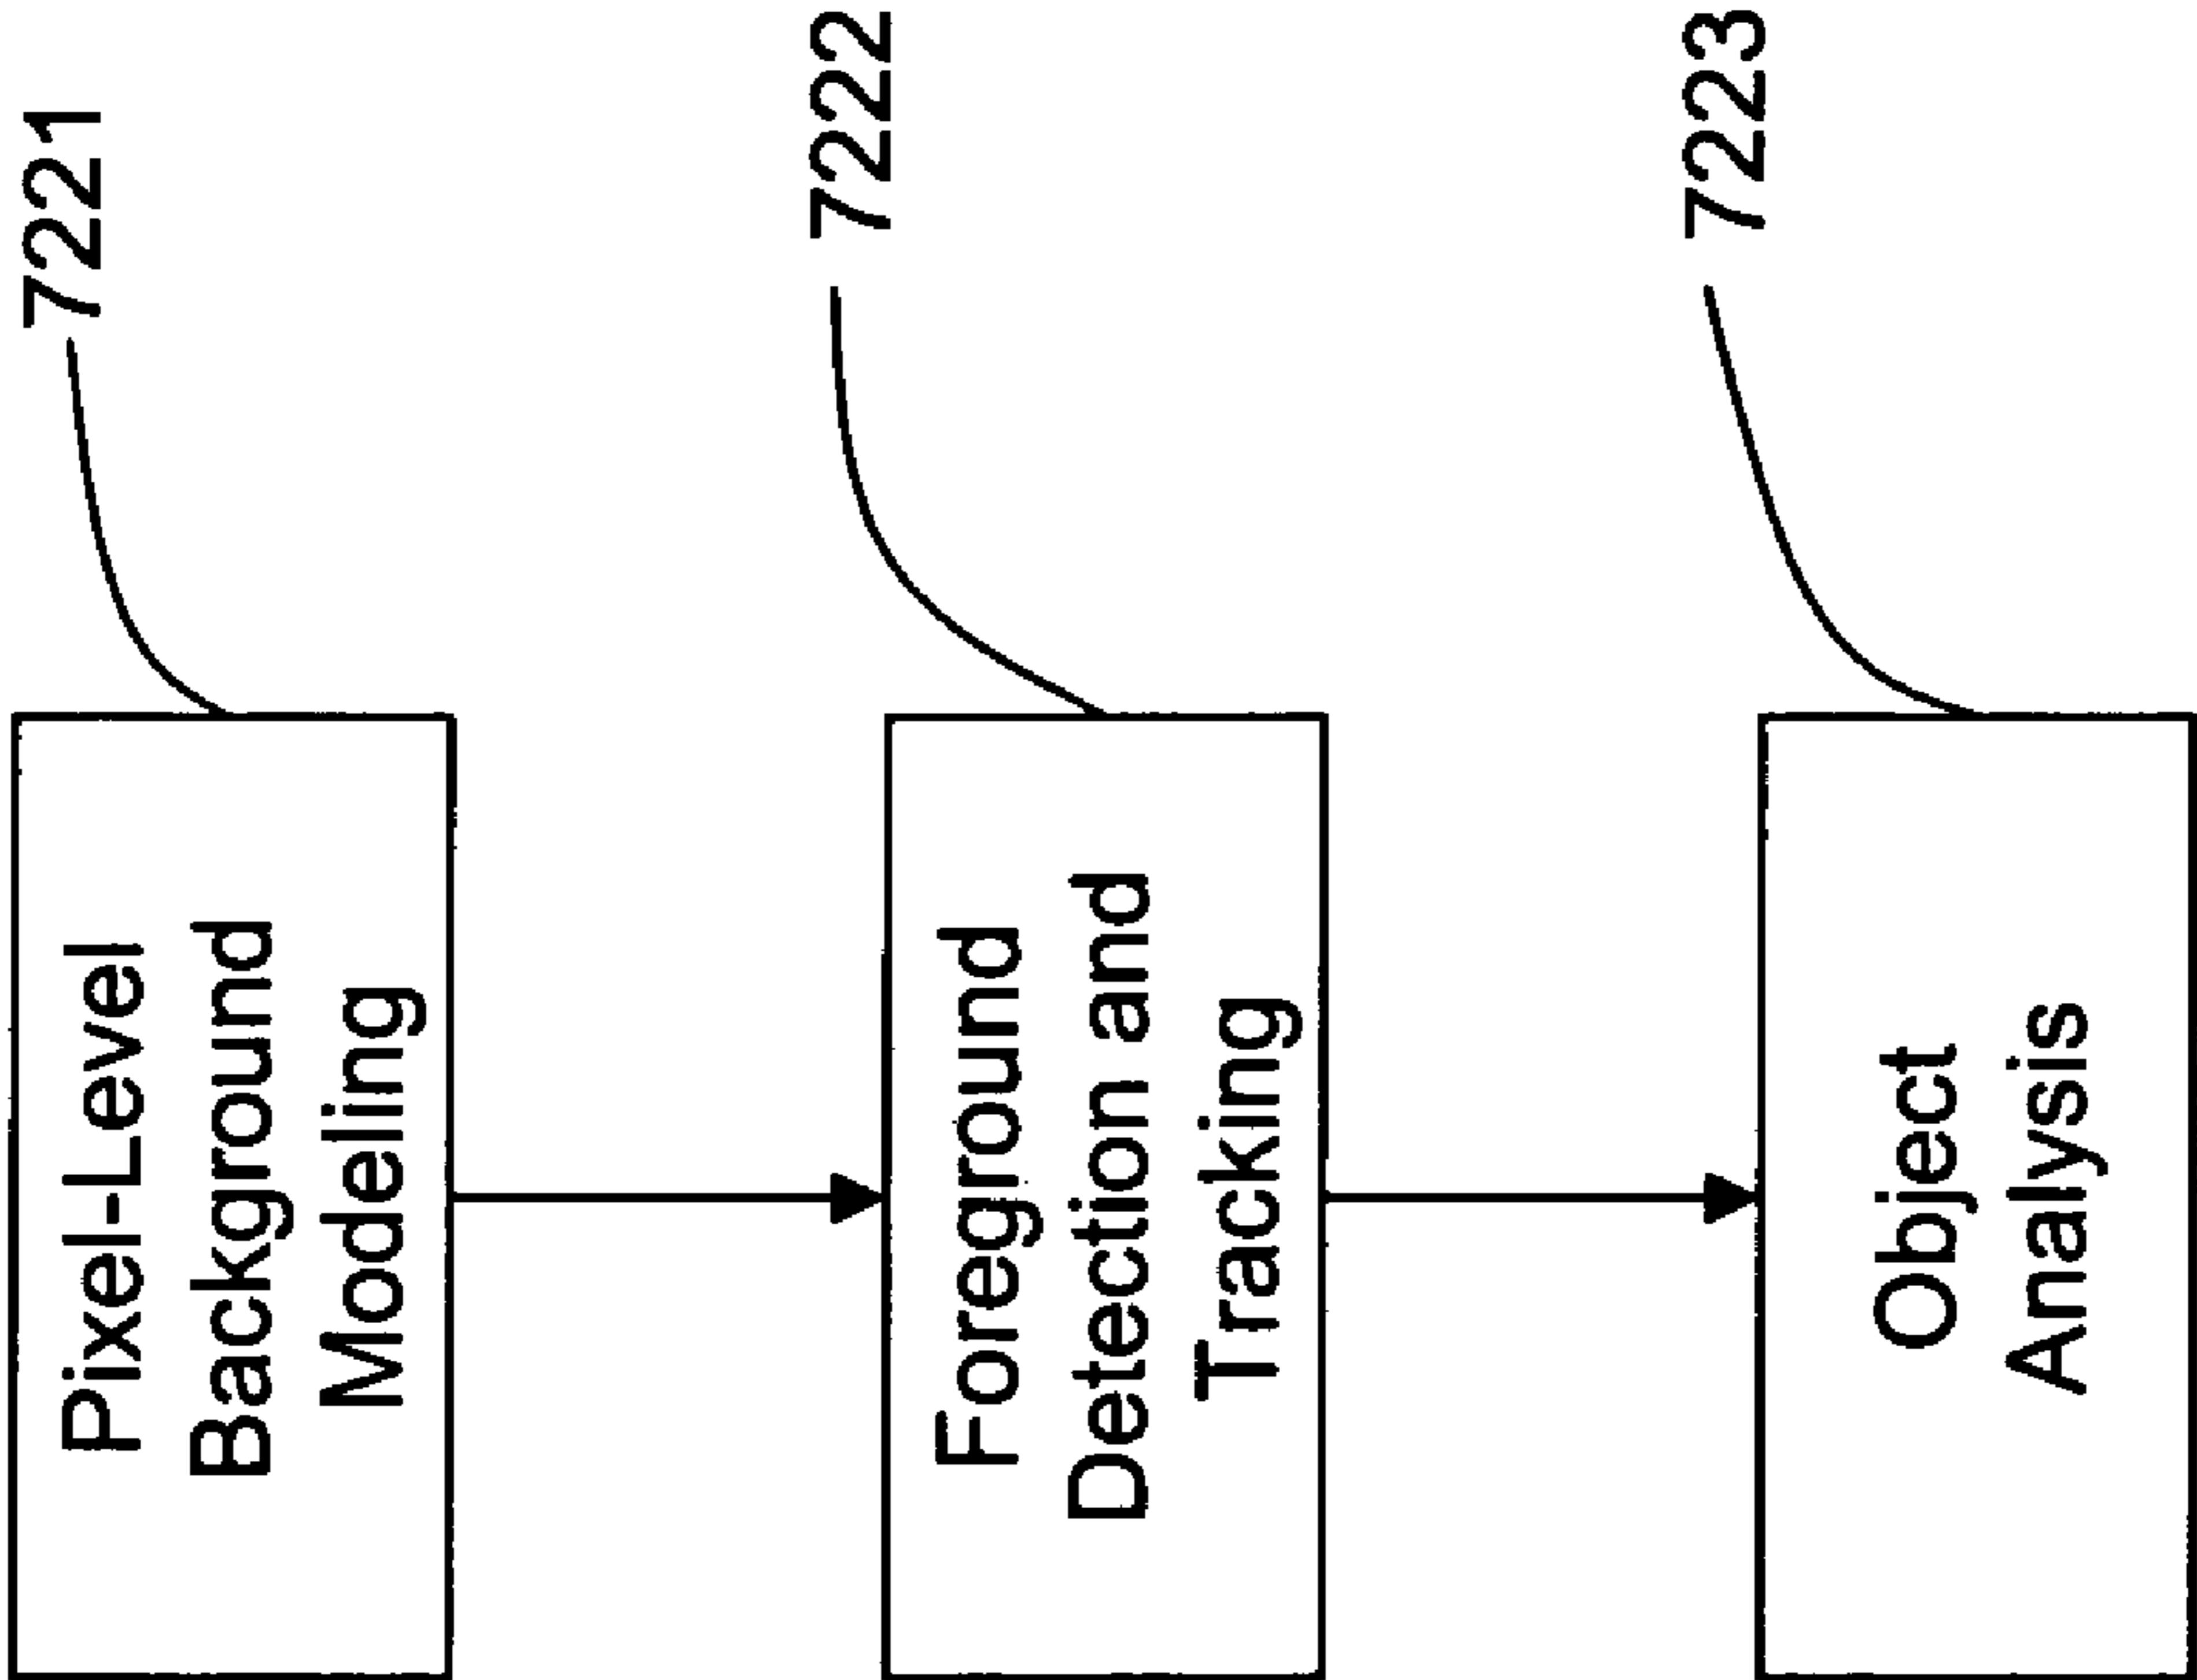 7221
Pixel-Level
Background
Modeling
7222
Foreground
Detection and
Tracking
7223
Object
Analysis